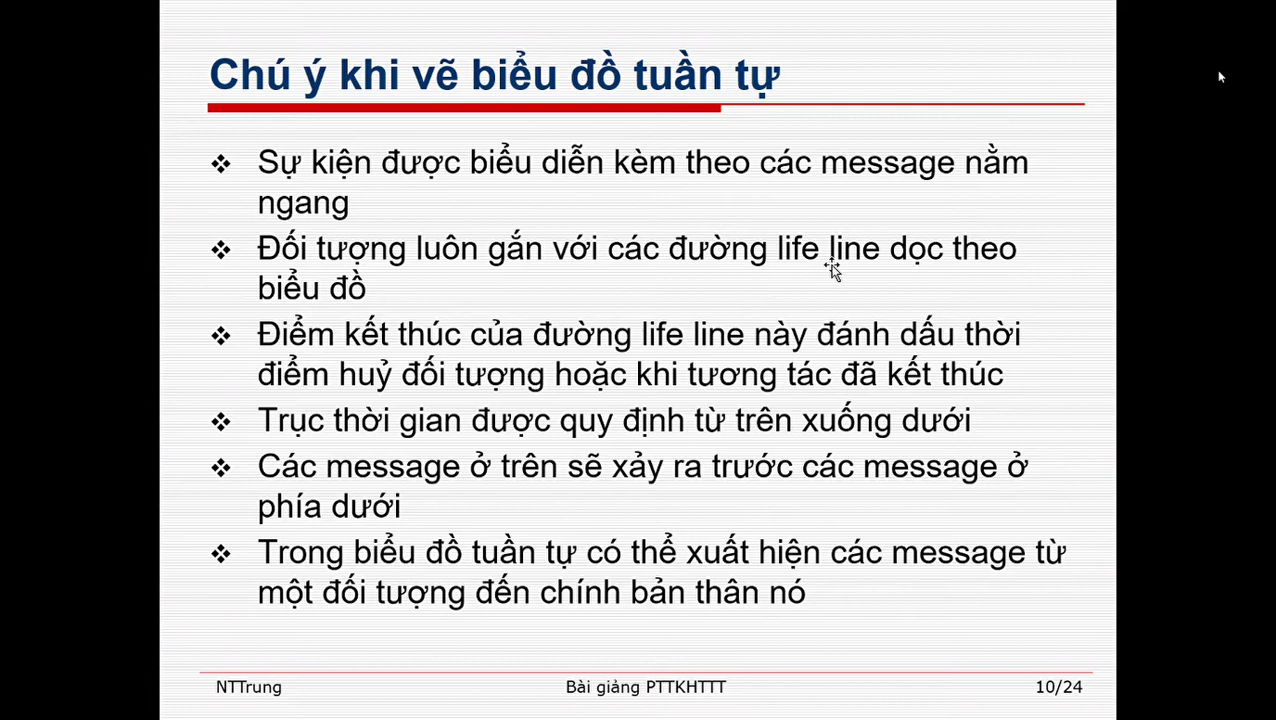 Chú ý khi vẽ biểu đồ tuần tự
❖ Sự kiện được biểu diễn kèm theo các message nằm
ngang
❖ Đối tượng luôn gắn với các đường life line dọc theo
biểu đồ
❖ Điểm kết thúc của đường life line này đánh dấu thời
điểm huỷ đối tượng hoặc khi tương tác đã kết thúc
❖ Trục thời gian được quy định từ trên xuống dưới
❖ Các message ở trên sẽ xảy ra trước các message ở
phía dưới
❖ Trong biểu đồ tuần tự có thể xuất hiện các message từ
một đối tượng đến chính bản thân nó
NTTrung Bài giảng PTTKHTTT 10/24